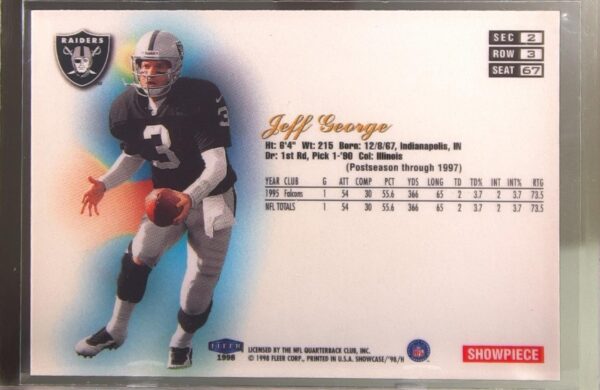 RAIDERS
SEC 2
ROW 3
SEAT 67
3
Jeff George
Ht: 6'4" Wt: 215 Born: 12/8/67, Indianapolis, IN
Dr: 1st Rd, Pick 1-'90 Col: Illinois
(Postseason through 1997)
YEAR CLUB G ATT COMP PCT YDS LONG TD TD% INT INT% RTG
1995 Falcons 1 54 30 55.6 366 65 2 3.7 2 3.7 73.5
NFL TOTALS 1 54 30 55.6 366 65 2 3.7 2 3.7 73.5
FLEER
1998
LICENSED BY THE NFL QUARTERBACK CLUB, INC.
© 1998 FLEER CORP., PRINTED IN U.S.A. SHOWCASE/'98/H
NFL
SHOWPIECE